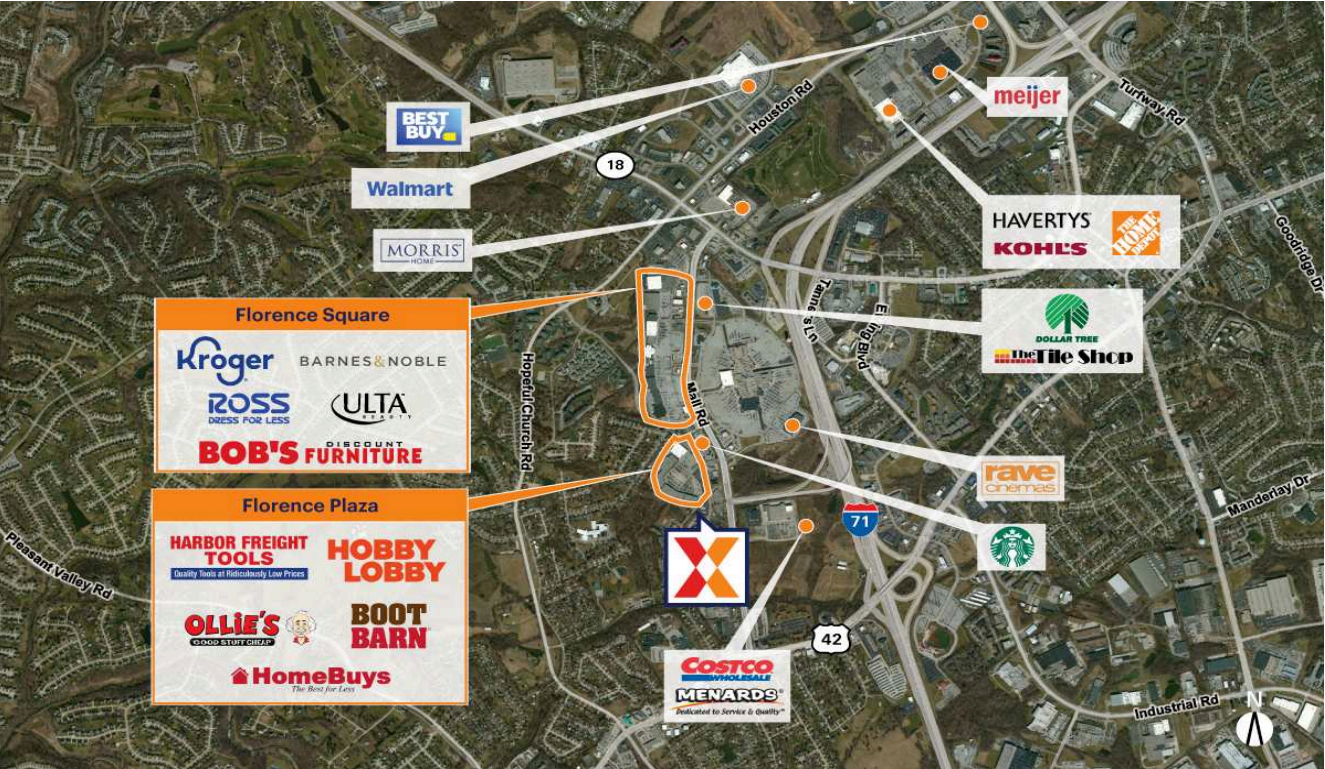 Turfway Rd
meijer
BEST
BUY
Houston Rd
18
Walmart
HAVERTYS
KOHL'S
THE
HOME
DEPOT
MORRIS
HOME
Goodridge Dr
Tanners Ln
Ewing Blvd
DOLLAR TREE
The Tile Shop
Florence Square
Kroger
BARNES & NOBLE
ROSS
DRESS FOR LESS
ULTA
BEAUTY
BOB'S DISCOUNT
FURNITURE
Hopeful Church Rd
Mall Rd
rave
cinemas
Manderlay Dr
Florence Plaza
HARBOR FREIGHT
TOOLS
Quality Tools at Ridiculously Low Prices
HOBBY
LOBBY
OLLIE'S
GOOD STUFF CHEAP
BOOT
BARN
HomeBuys
The Best for Less
71
Pleasant Valley Rd
42
COSTCO
WHOLESALE
MENARDS®
Dedicated to Service & Quality™
Industrial Rd
N